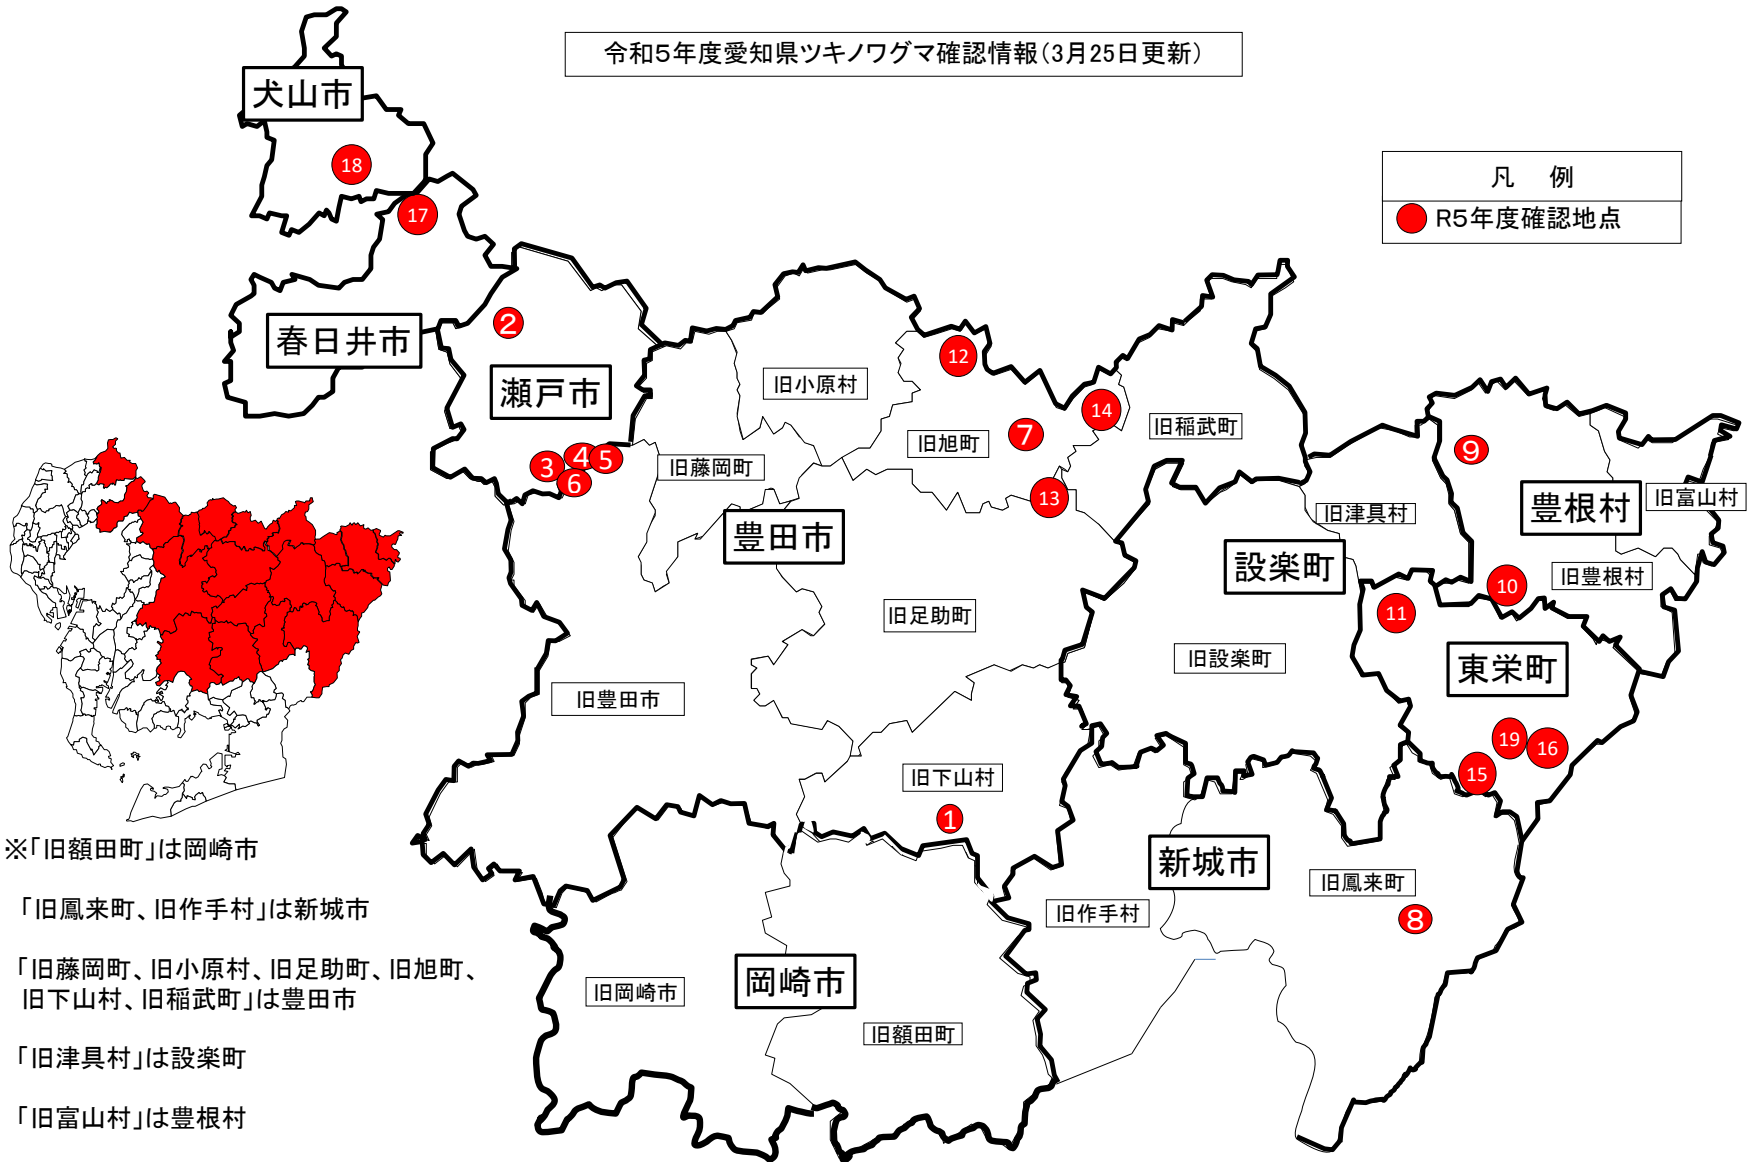 令和5年度愛知県ツキノワグマ確認情報(3月25日更新)
犬山市
18
凡 例
R5年度確認地点
17
2
春日井市
瀬戸市
12
旧小原村
14
旧稲武町
7
旧旭町
9
3
4
5
6
旧藤岡町
13
豊田市
旧津具村
豊根村
旧富山村
設楽町
10
旧豊根村
11
旧足助町
旧設楽町
東栄町
旧豊田市
19
16
15
旧下山村
1
新城市
旧鳳来町
8
旧作手村
岡崎市
旧岡崎市
旧額田町
※「旧額田町」は岡崎市
「旧鳳来町、旧作手村」は新城市
「旧藤岡町、旧小原村、旧足助町、旧旭町、
旧下山村、旧稲武町」は豊田市
「旧津具村」は設楽町
「旧富山村」は豊根村